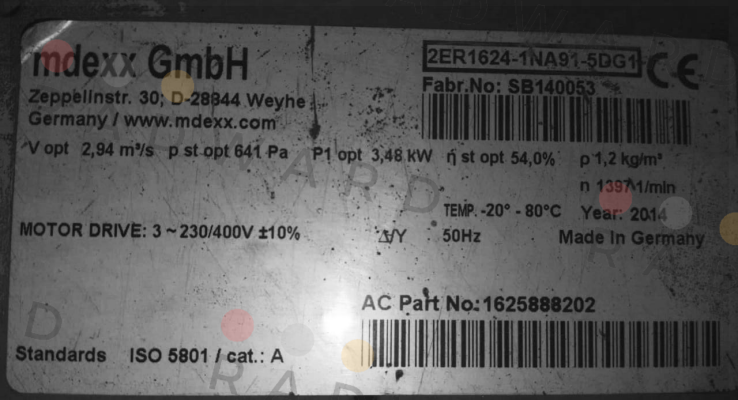 mdexx GmbH
2ER1624-1NA91-5DG1
CE
Fabr.No: SB140053
Zeppelinstr. 30; D-28844 Weyhe
Germany / www.mdexx.com
V opt 2,94 m³/s p st opt 641 Pa P1 opt 3,48 kW η st opt 54,0% ρ 1,2 kg/m³
n 1397 1/min
TEMP. -20° - 80°C Year: 2014
MOTOR DRIVE: 3 ~ 230/400V ±10% Δ/Y 50Hz Made In Germany
AC Part No.:1625888202
Standards ISO 5801 / cat.: A